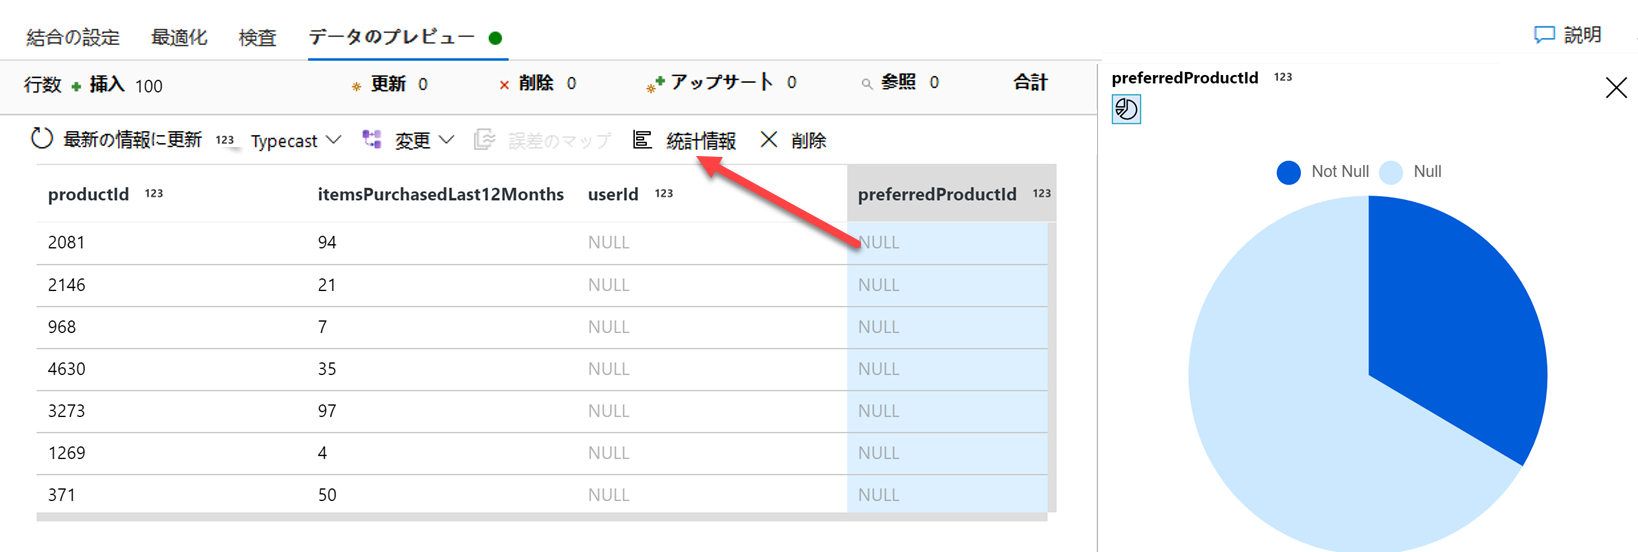 結合の設定 最適化 検査 データのプレビュー 説明
行数 挿入 100 更新 0 削除 0 アップサート 0 参照 0 合計
最新の情報に更新 123 Typecast 変更 誤差のマップ 統計情報 削除
productId 123 itemsPurchasedLast12Months userId 123 preferredProductId 123
2081 94 NULL NULL
2146 21 NULL NULL
968 7 NULL NULL
4630 35 NULL NULL
3273 97 NULL NULL
1269 4 NULL NULL
371 50 NULL NULL
preferredProductId 123
Not Null Null